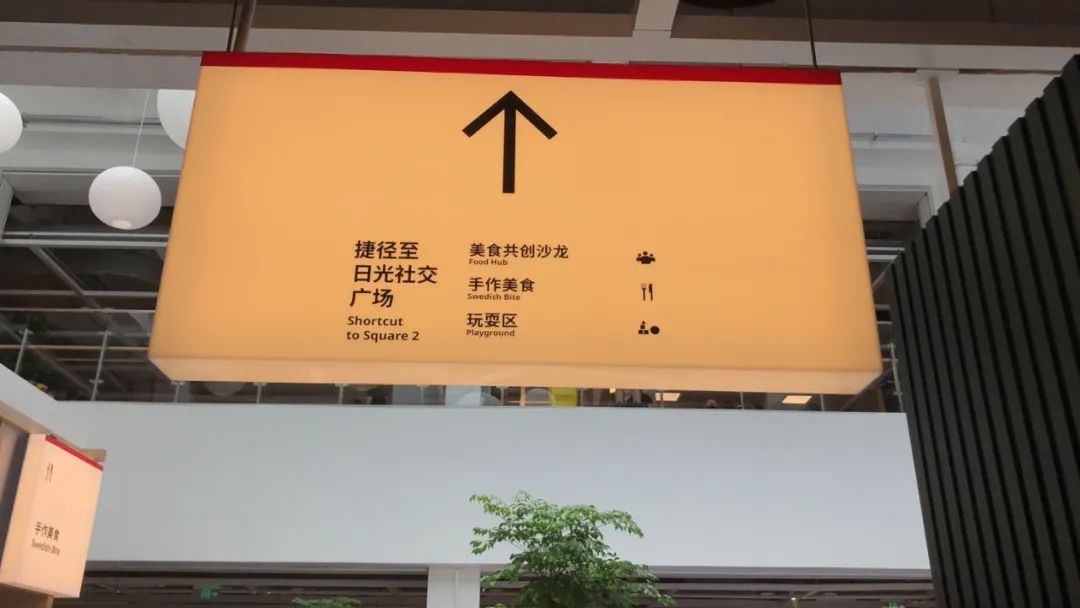 捷径至
日光社交
广场
Shortcut
to Square 2
美食共创沙龙
Food Hub
手作美食
Swedish Bite
玩耍区
Playground
手作美食
Swedish Bite